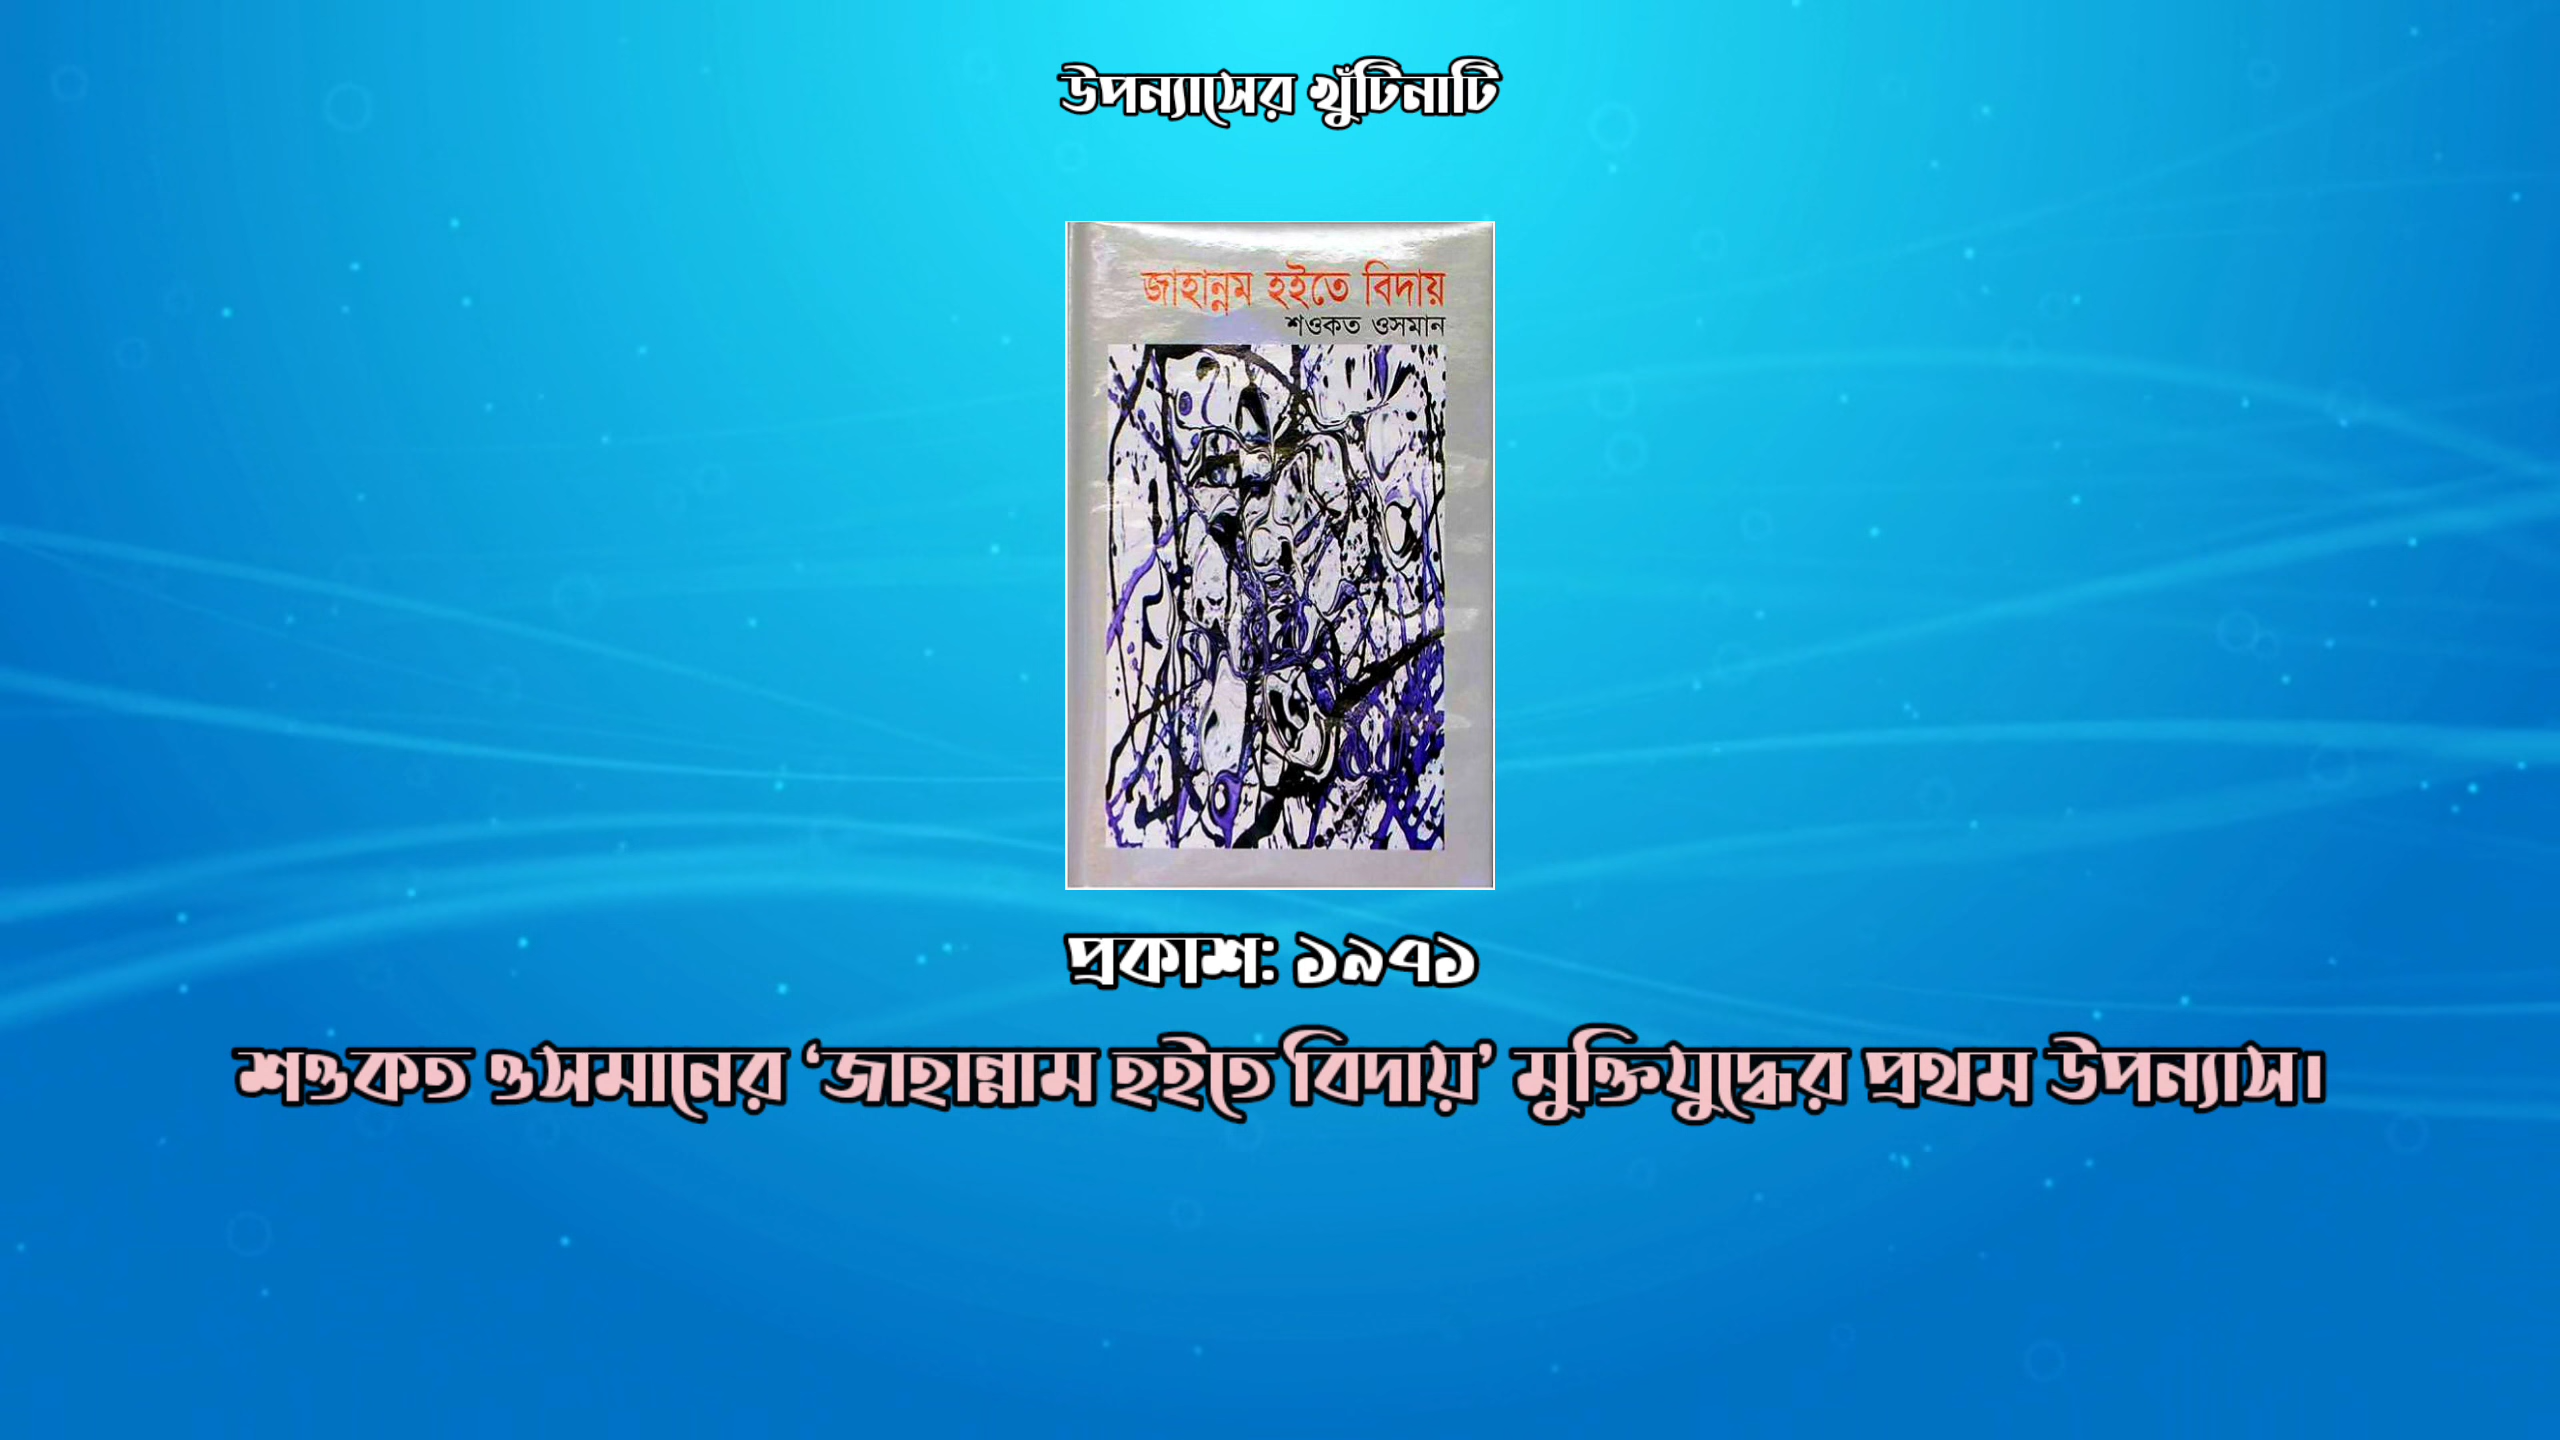 উপন্যাসের খুঁটিনাটি
জাহান্নম হইতে বিদায়
শওকত ওসমান
প্রকাশ: ১৯৭১
শওকত ওসমানের ‘জাহান্নাম হইতে বিদায়’ মুক্তিযুদ্ধের প্রথম উপন্যাস।